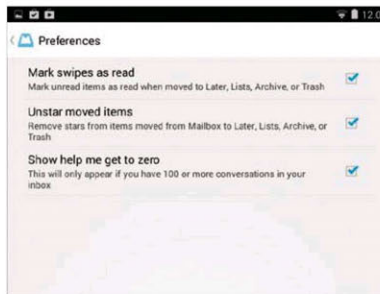 12:0
Preferences
Mark swipes as read
Mark unread items as read when moved to Later, Lists, Archive, or Trash
Unstar moved items
Remove stars from items moved from Mailbox to Later, Lists, Archive, or
Trash
Show help me get to zero
This will only appear if you have 100 or more conversations in your
inbox